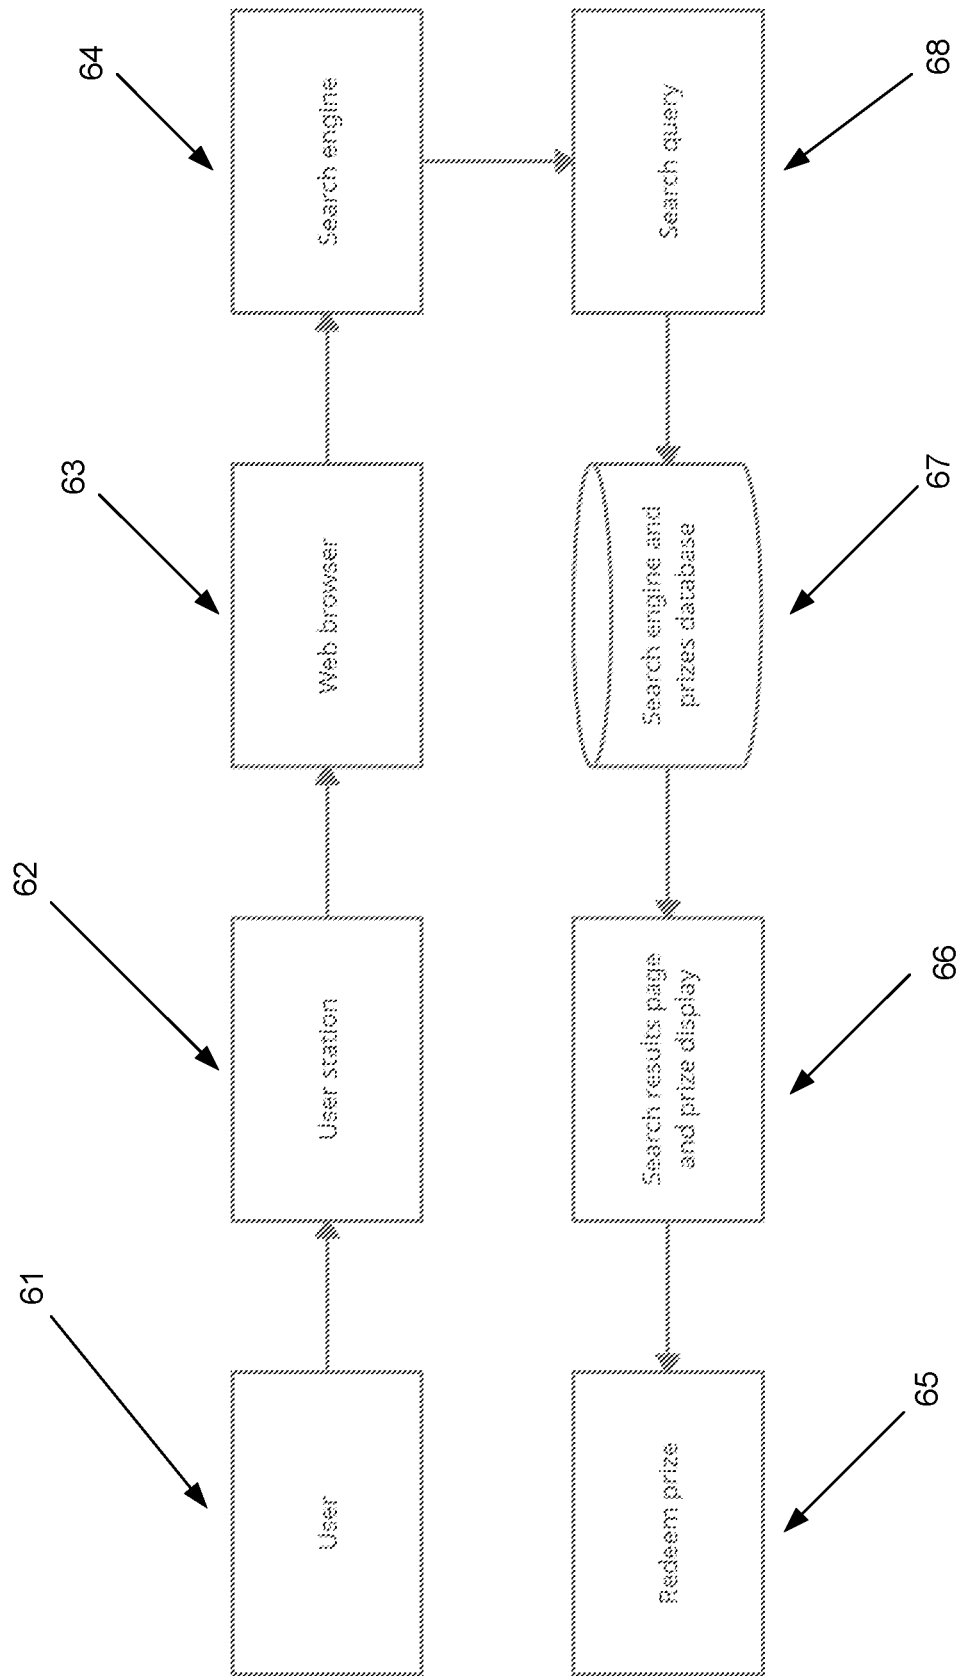 61
62
63
64
User
User station
Web browser
Search engine
Redeem prize
Search results page
and prize display
Search engine and
prizes database
Search query
65
66
67
68